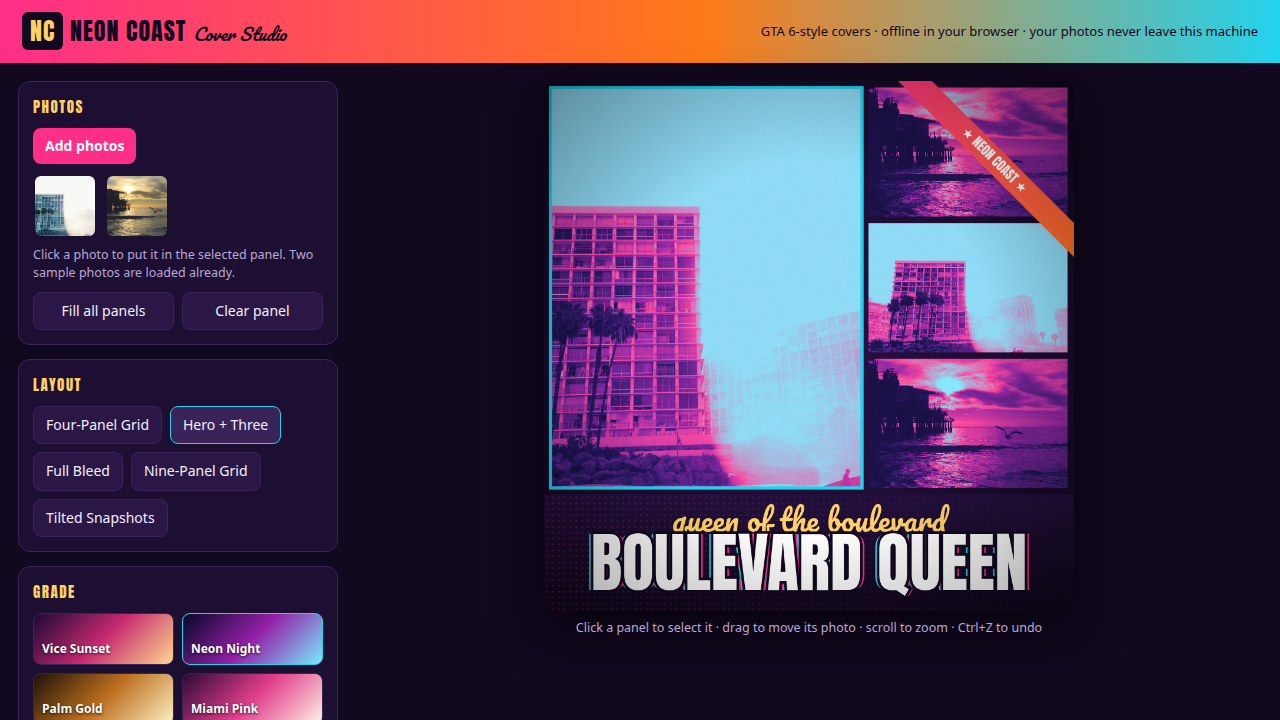 NC NEON COAST Cover Studio
GTA 6-style covers · offline in your browser · your photos never leave this machine
PHOTOS
Add photos
Click a photo to put it in the selected panel. Two
sample photos are loaded already.
Fill all panels
Clear panel
LAYOUT
Four-Panel Grid
Hero + Three
Full Bleed
Nine-Panel Grid
Tilted Snapshots
GRADE
Vice Sunset
Neon Night
Palm Gold
Miami Pink
★ NEON COAST ★
queen of the boulevard
BOULEVARD QUEEN
Click a panel to select it · drag to move its photo · scroll to zoom · Ctrl+Z to undo